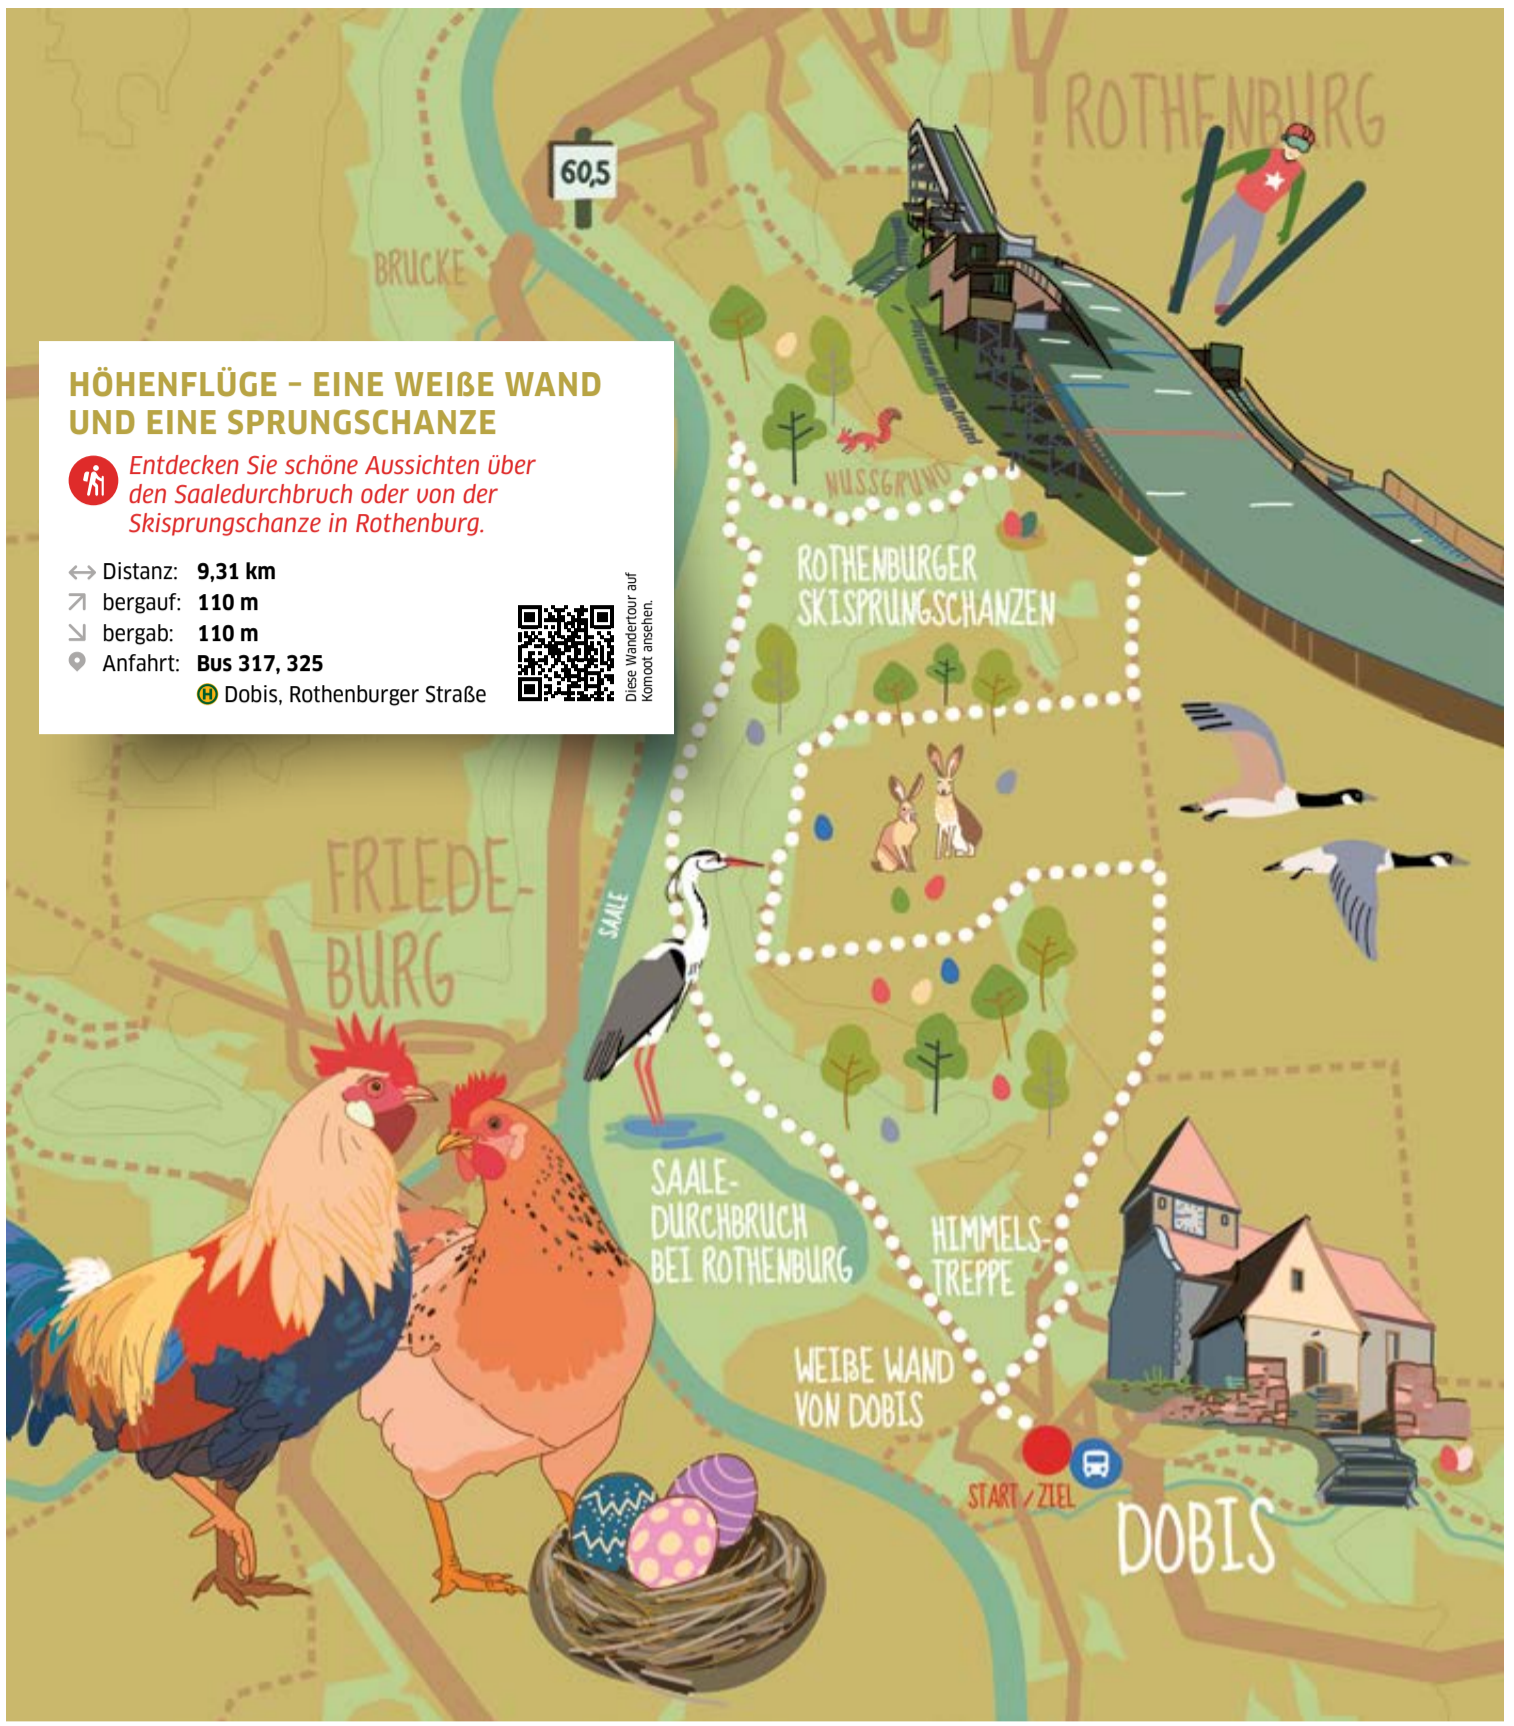 ROTHENBURG
60,5
BRÜCKE
HÖHENFLÜGE – EINE WEIßE WAND
UND EINE SPRUNGSCHANZE
Entdecken Sie schöne Aussichten über
den Saaledurchbruch oder von der
Skisprungschanze in Rothenburg.
Distanz: 9,31 km
bergauf: 110 m
bergab: 110 m
Anfahrt: Bus 317, 325
H Dobis, Rothenburger Straße
Diese Wandertour auf
Komoot ansehen.
NUSSGRUND
ROTHENBURGER
SKISPRUNGSCHANZEN
FRIEDE-
BURG
SAALE
SAALE-
DURCHBRUCH
BEI ROTHENBURG
HIMMELS-
TREPPE
WEIßE WAND
VON DOBIS
START / ZIEL
DOBIS